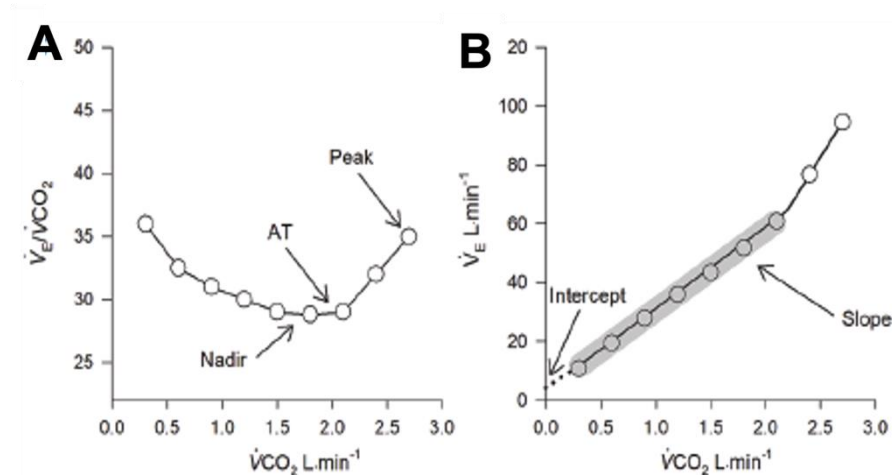 A
50
45
40
35
30
25
V̇E/V̇CO₂
Peak
AT
Nadir
0.0 0.5 1.0 1.5 2.0 2.5 3.0
V̇CO₂ L.min⁻¹
B
20
100
80
60
40
20
0
V̇E L.min⁻¹
Intercept
Slope
0.0 0.5 1.0 1.5 2.0 2.5 3.0
V̇CO₂ L.min⁻¹